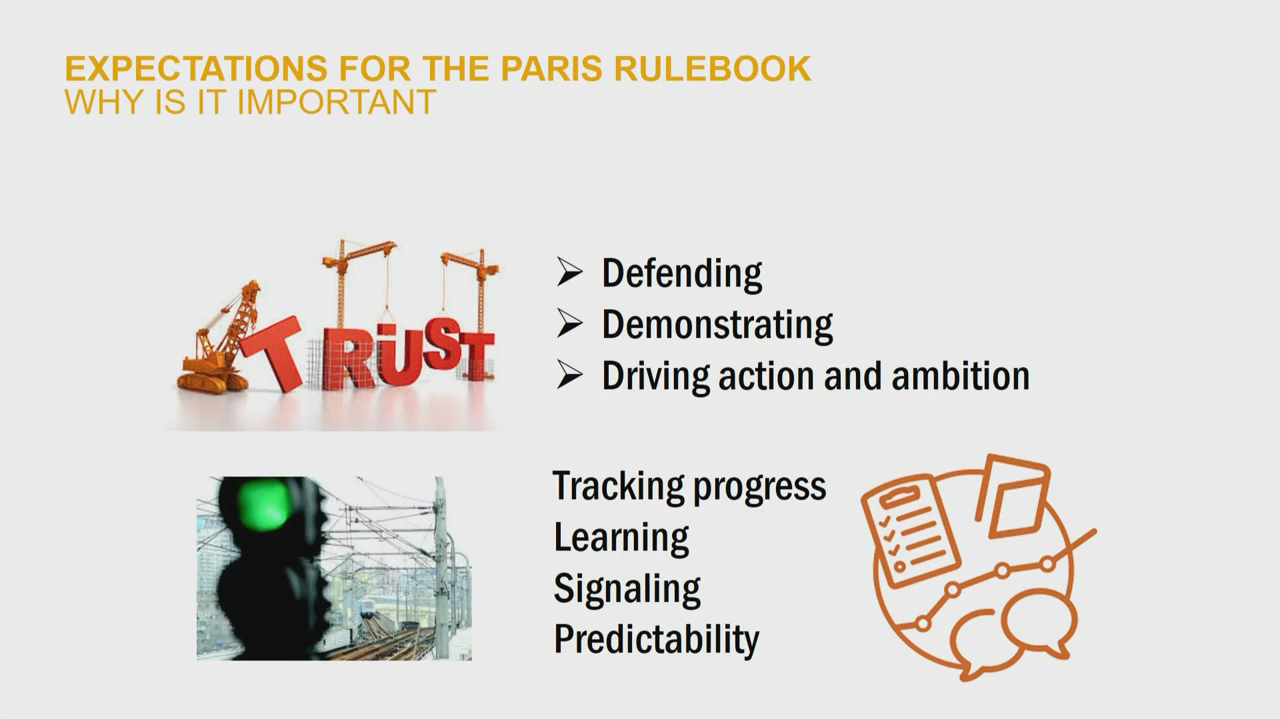 EXPECTATIONS FOR THE PARIS RULEBOOK
WHY IS IT IMPORTANT
TRUST
➢ Defending
➢ Demonstrating
➢ Driving action and ambition
Tracking progress
Learning
Signaling
Predictability